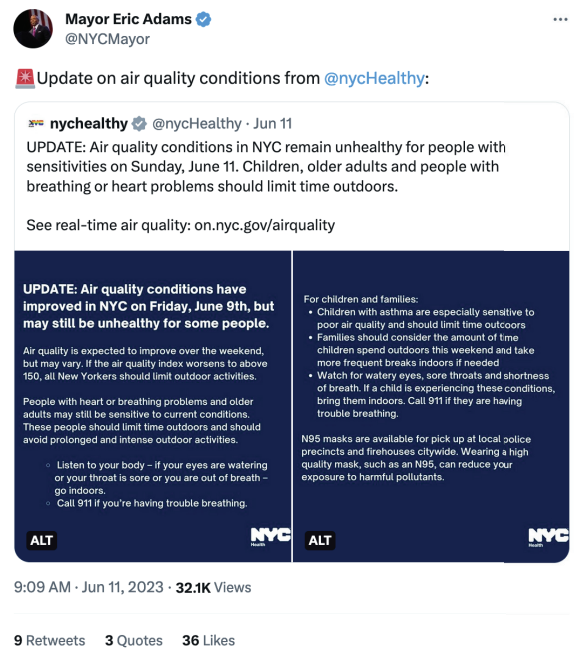 Mayor Eric Adams
@NYCMayor
🚨Update on air quality conditions from @nycHealthy:
nychealthy @nycHealthy · Jun 11
UPDATE: Air quality conditions in NYC remain unhealthy for people with
sensitivities on Sunday, June 11. Children, older adults and people with
breathing or heart problems should limit time outdoors.
See real-time air quality: on.nyc.gov/airquality
UPDATE: Air quality conditions have
improved in NYC on Friday, June 9th, but
may still be unhealthy for some people.
Air quality is expected to improve over the weekend,
but may vary. If the air quality index worsens to above
150, all New Yorkers should limit outdoor activities.
People with heart or breathing problems and older
adults may still be sensitive to current conditions.
These people should limit time outdoors and should
avoid prolonged and intense outdoor activities.
Listen to your body – if your eyes are watering
or your throat is sore or you are out of breath –
go indoors.
Call 911 if you're having trouble breathing.
ALT
NYC
Health
For children and families:
• Children with asthma are especially sensitive to
poor air quality and should limit time outdoors
• Families should consider the amount of time
children spend outdoors this weekend and take
more frequent breaks indoors if needed
• Watch for watery eyes, sore throats and shortness
of breath. If a child is experiencing these conditions,
bring them indoors. Call 911 if they are having
trouble breathing.
N95 masks are available for pick up at local police
precincts and firehouses citywide. Wearing a high
quality mask, such as an N95, can reduce your
exposure to harmful pollutants.
ALT
NYC
Health
9:09 AM · Jun 11, 2023 · 32.1K Views
9 Retweets 3 Quotes 36 Likes